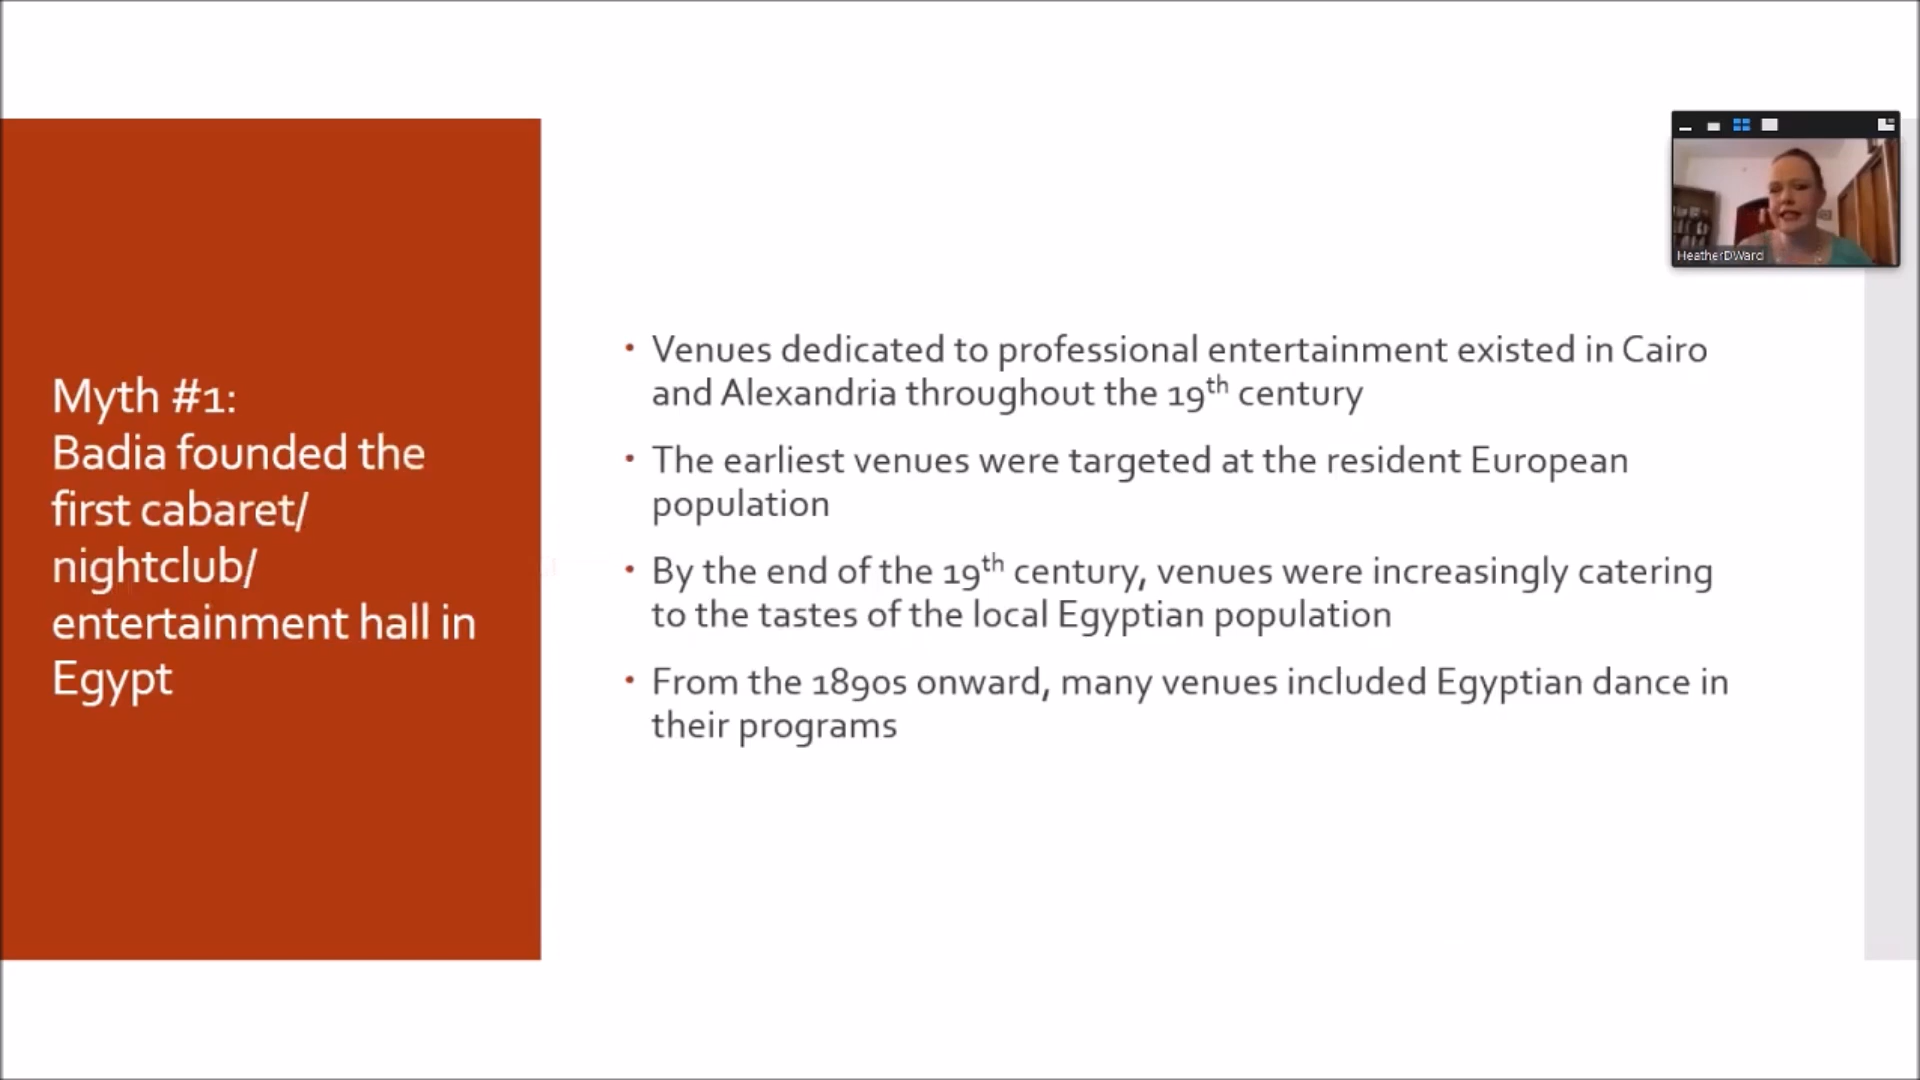 Myth #1:
Badia founded the
first cabaret/
nightclub/
entertainment hall in
Egypt
• Venues dedicated to professional entertainment existed in Cairo
and Alexandria throughout the 19th century
• The earliest venues were targeted at the resident European
population
• By the end of the 19th century, venues were increasingly catering
to the tastes of the local Egyptian population
• From the 1890s onward, many venues included Egyptian dance in
their programs
HeatherDWard